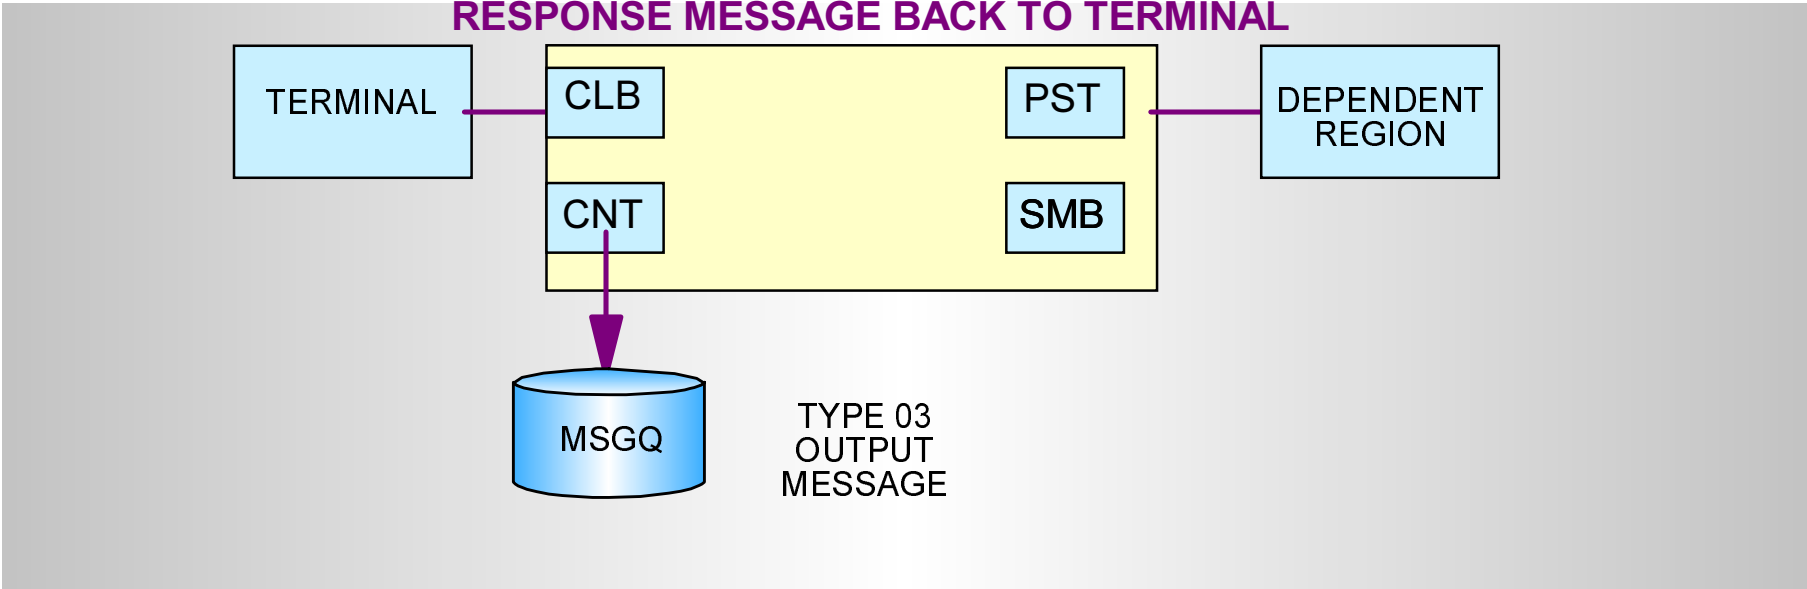 RESPONSE MESSAGE BACK TO TERMINAL
TERMINAL
CLB
PST
DEPENDENT
REGION
CNT
SMB
MSGQ
TYPE 03
OUTPUT
MESSAGE